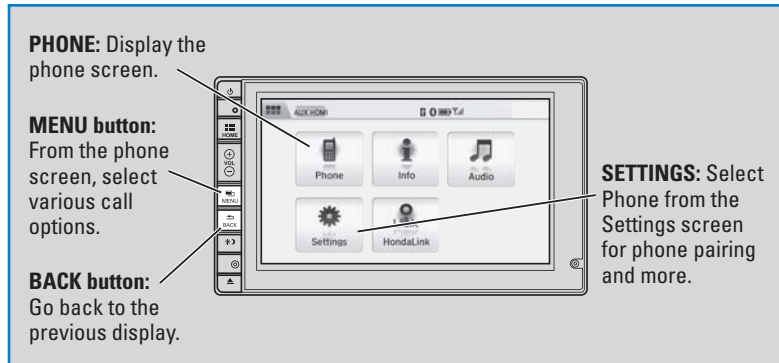 PHONE: Display the
phone screen.
MENU button:
From the phone
screen, select
various call
options.
BACK button:
Go back to the
previous display.
HOME
VOL
MENU
BACK
AUX HDMI
Phone
Info
Audio
Settings
HondaLink
SETTINGS: Select
Phone from the
Settings screen
for phone pairing
and more.